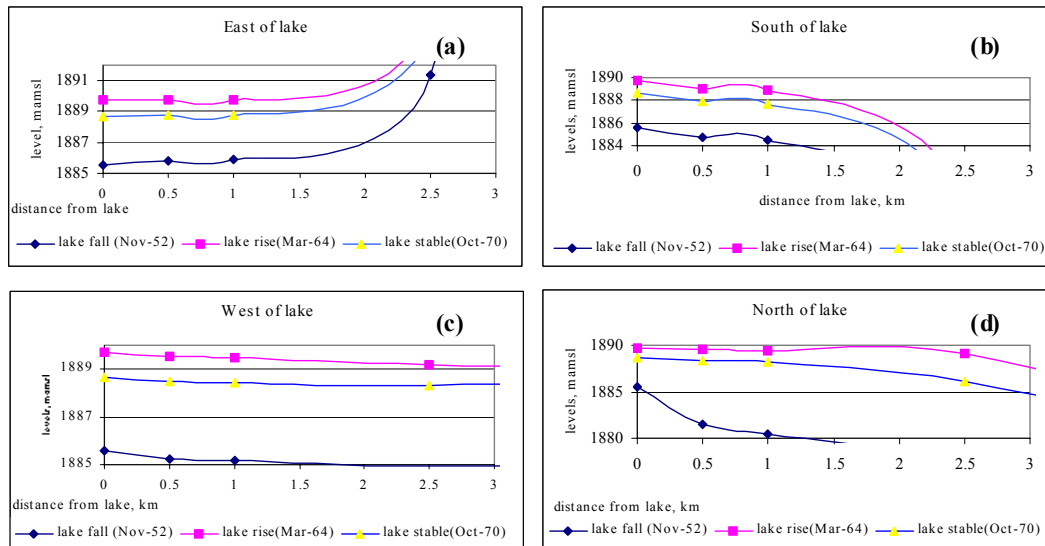 East of lake
(a)
level, mamsl
1891
1889
1887
1885
0 0.5 1 1.5 2 2.5 3
distance from lake
lake fall (Nov-52) lake rise(Mar-64) lake stable(Oct-70)
South of lake
(b)
levels, mamsl
1890
1888
1886
1884
0 0.5 1 1.5 2 2.5 3
distance from lake, km
lake fall (Nov-52) lake rise(Mar-64) lake stable(Oct-70)
West of lake
(c)
levels, mamsl
1889
1887
1885
0 0.5 1 1.5 2 2.5 3
distance from lake, km
lake fall (Nov-52) lake rise(Mar-64) lake stable(Oct-70)
North of lake
(d)
levels, mamsl
1890
1885
1880
0 0.5 1 1.5 2 2.5 3
distance from lake, km
lake fall (Nov-52) lake rise(Mar-64) lake stable(Oct-70)